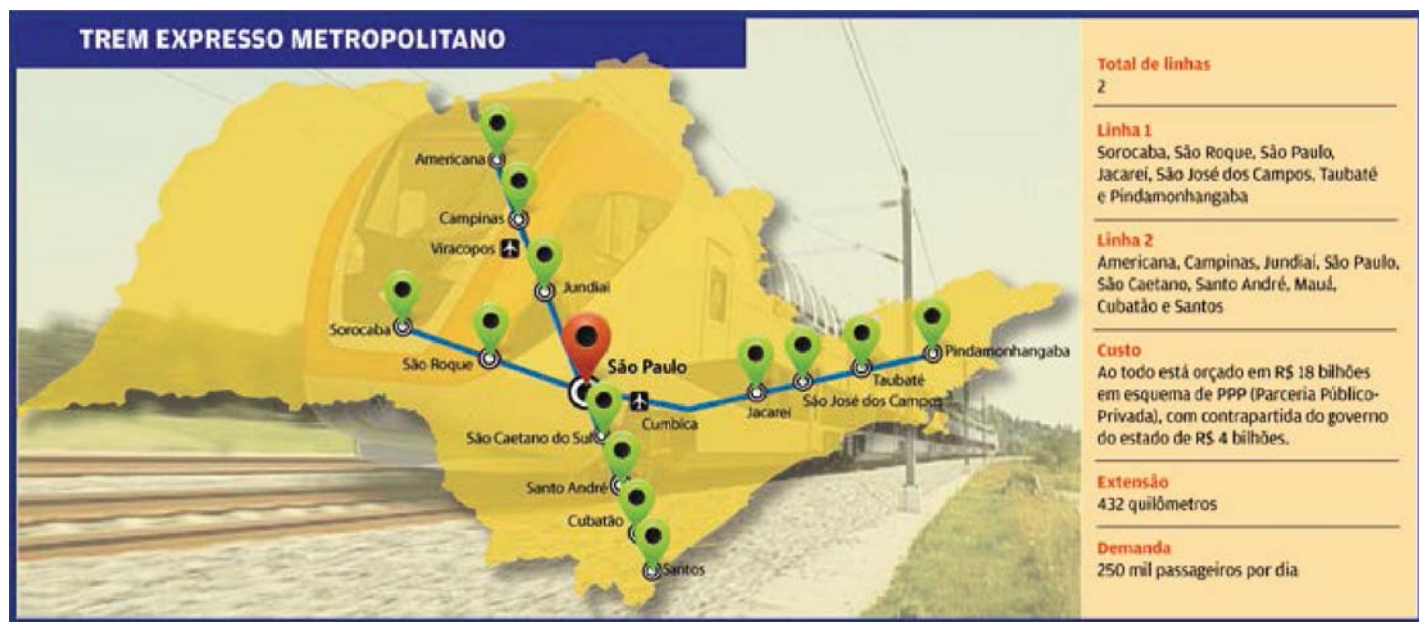 TREM EXPRESSO METROPOLITANO
Americana
Campinas
Viracopos
Jundiaí
Sorocaba
São Roque
São Paulo
Cumbica
Jacareí
São José dos Campos
Taubaté
Pindamonhangaba
São Caetano do Sul
Santo André
Cubatão
Santos
Total de linhas
2
Linha 1
Sorocaba, São Roque, São Paulo,
Jacareí, São José dos Campos, Taubaté
e Pindamonhangaba
Linha 2
Americana, Campinas, Jundiaí, São Paulo,
São Caetano, Santo André, Mauá,
Cubatão e Santos
Custo
Ao todo está orçado em R$ 18 bilhões
em esquema de PPP (Parceria Público-
Privada), com contrapartida do governo
do estado de R$ 4 bilhões.
Extensão
432 quilômetros
Demanda
250 mil passageiros por dia